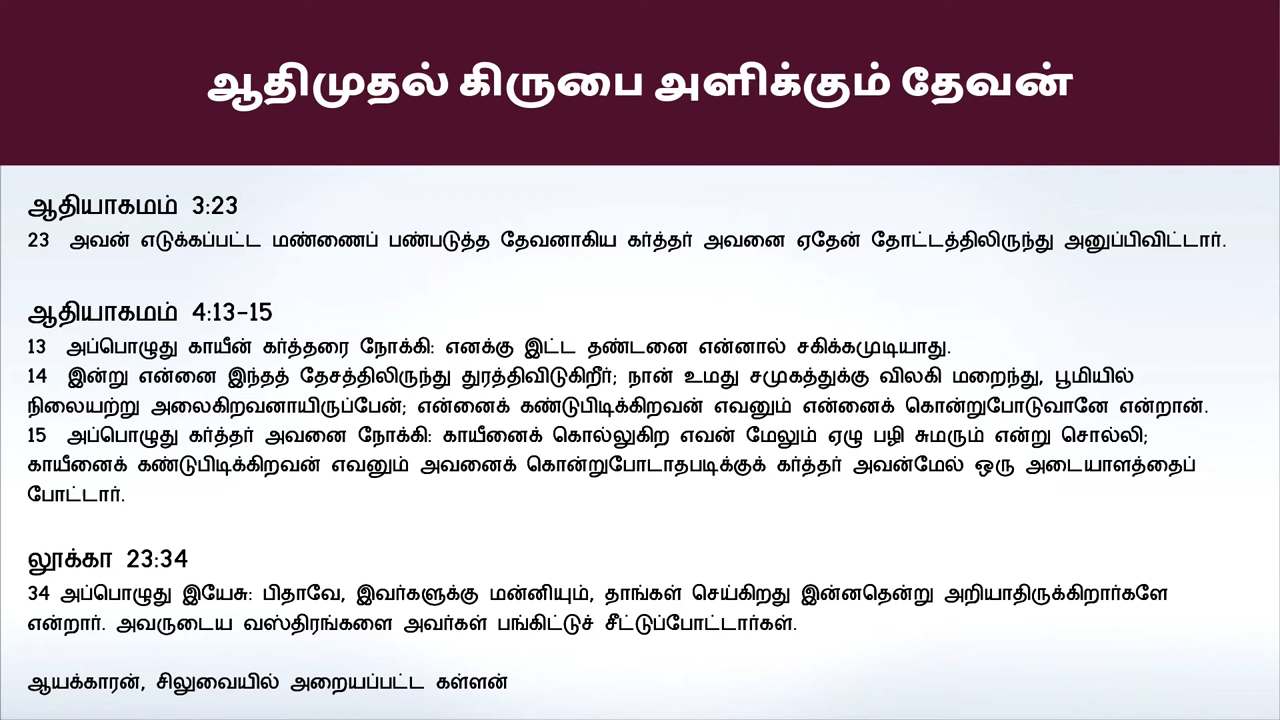 ஆதிமுதல் கிருபை அளிக்கும் தேவன்
ஆதியாகமம் 3:23
23 அவன் எடுக்கப்பட்ட மண்ணைப் பண்படுத்த தேவனாகிய கர்த்தர் அவனை ஏதேன் தோட்டத்திலிருந்து அனுப்பிவிட்டார்.
ஆதியாகமம் 4:13-15
13 அப்பொழுது காயீன் கர்த்தரை நோக்கி: எனக்கு இட்ட தண்டனை என்னால் சகிக்கமுடியாது.
14 இன்று என்னை இந்தத் தேசத்திலிருந்து துரத்திவிடுகிறீர்; நான் உமது சமுகத்துக்கு விலகி மறைந்து, பூமியில்
நிலையற்று அலைகிறவனாயிருப்பேன்; என்னைக் கண்டுபிடிக்கிறவன் எவனும் என்னைக் கொன்றுபோடுவானே என்றான்.
15 அப்பொழுது கர்த்தர் அவனை நோக்கி: காயீனைக் கொல்லுகிற எவன் மேலும் ஏழு பழி சுமரும் என்று சொல்லி;
காயீனைக் கண்டுபிடிக்கிறவன் எவனும் அவனைக் கொன்றுபோடாதபடிக்குக் கர்த்தர் அவன்மேல் ஒரு அடையாளத்தைப்
போட்டார்.
லூக்கா 23:34
34 அப்பொழுது இயேசு: பிதாவே, இவர்களுக்கு மன்னியும், தாங்கள் செய்கிறது இன்னதென்று அறியாதிருக்கிறார்களே
என்றார். அவருடைய வஸ்திரங்களை அவர்கள் பங்கிட்டுச் சீட்டுப்போட்டார்கள்.
ஆயக்காரன், சிலுவையில் அறையப்பட்ட கள்ளன்